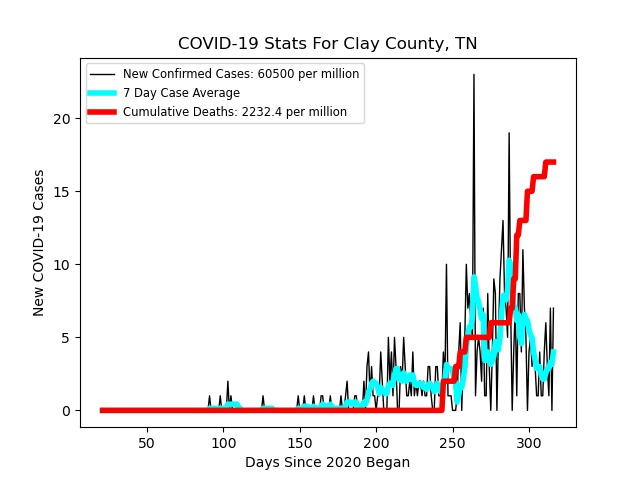 COVID-19 Stats For Clay County, TN
New Confirmed Cases: 60500 per million
7 Day Case Average
Cumulative Deaths: 2232.4 per million
New COVID-19 Cases
20
15
10
5
0
50 100 150 200 250 300
Days Since 2020 Began